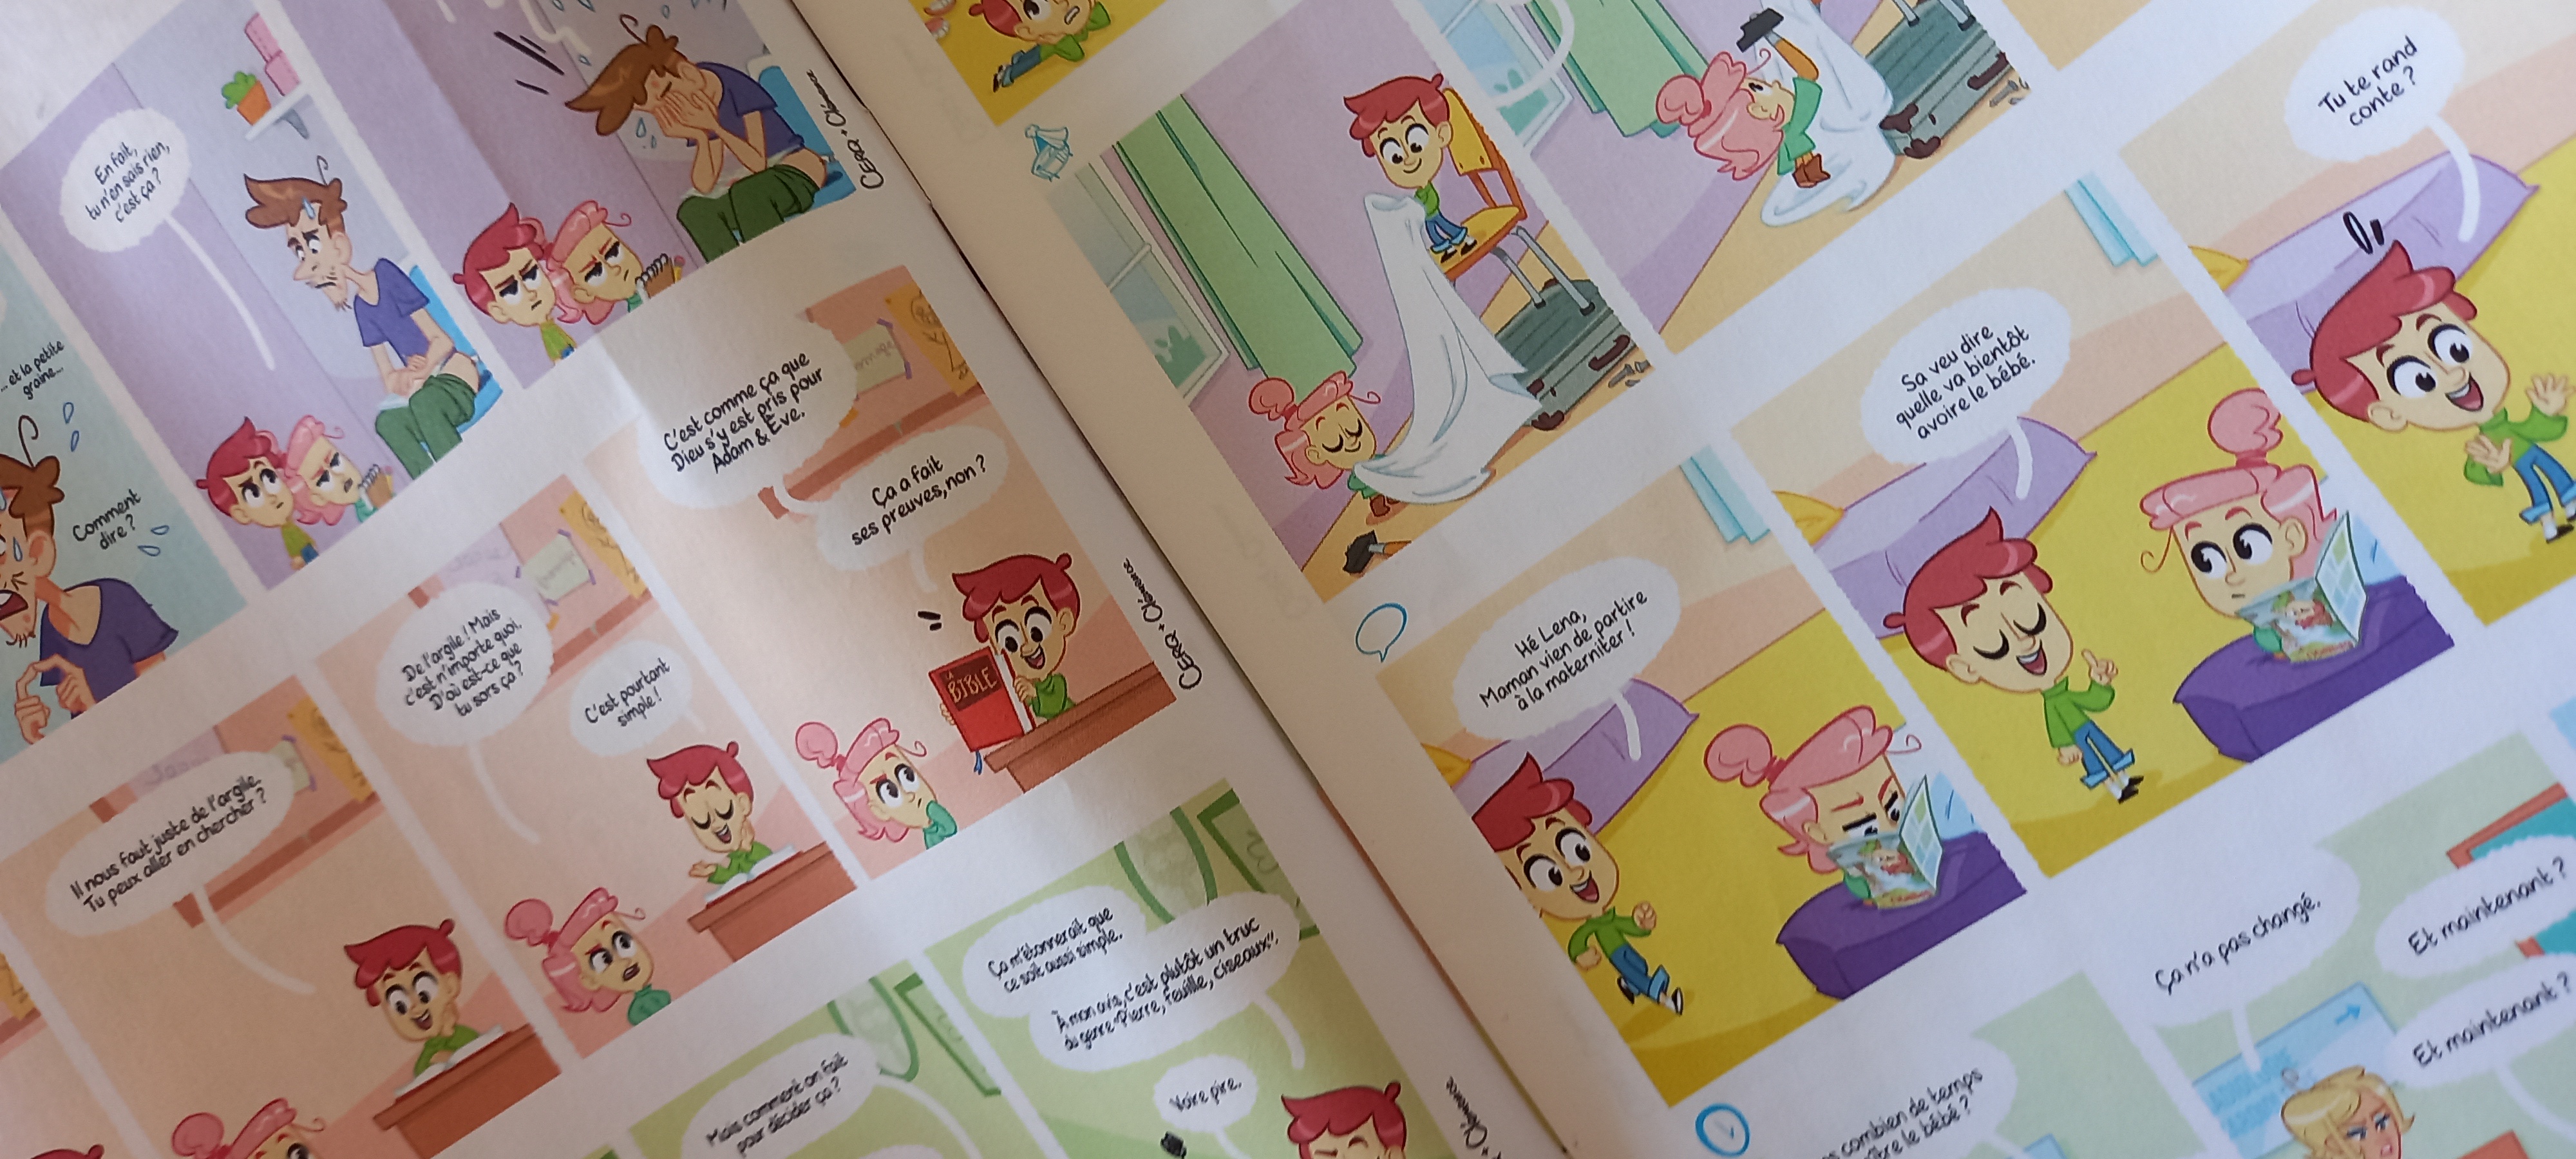 ...et la petite
graine...
Comment
dire ?
En fait,
tu n'en sais rien,
c'est ça ?
CERQ + Clémence
Il nous faut juste de l'argile.
Tu peux aller en chercher ?
De l'argile ! Mais
c'est n'importe quoi.
D'où est-ce que
tu sors ça ?
C'est pourtant
simple !
C'est comme ça que
Dieu s'y est pris pour
Adam & Eve.
Ça a fait
ses preuves, non ?
LA
BIBLE
CERQ + Clémence
Mais comment on fait
pour décider ça ?
Ça m'étonnerait que
ce soit aussi simple.
À mon avis, c'est plutôt un truc
du genre "Pierre, feuille, ciseaux".
Voire pire.
+ Clémence
Hé Lena,
Maman vien de partire
à la materniter !
Sa veu dire
quelle va bientôt
avoire le bébé.
Tu te rand
conte ?
combien de temps
le bébé ?
Ça n'a pas changé.
Et maintenant ?
Et maintenant ?